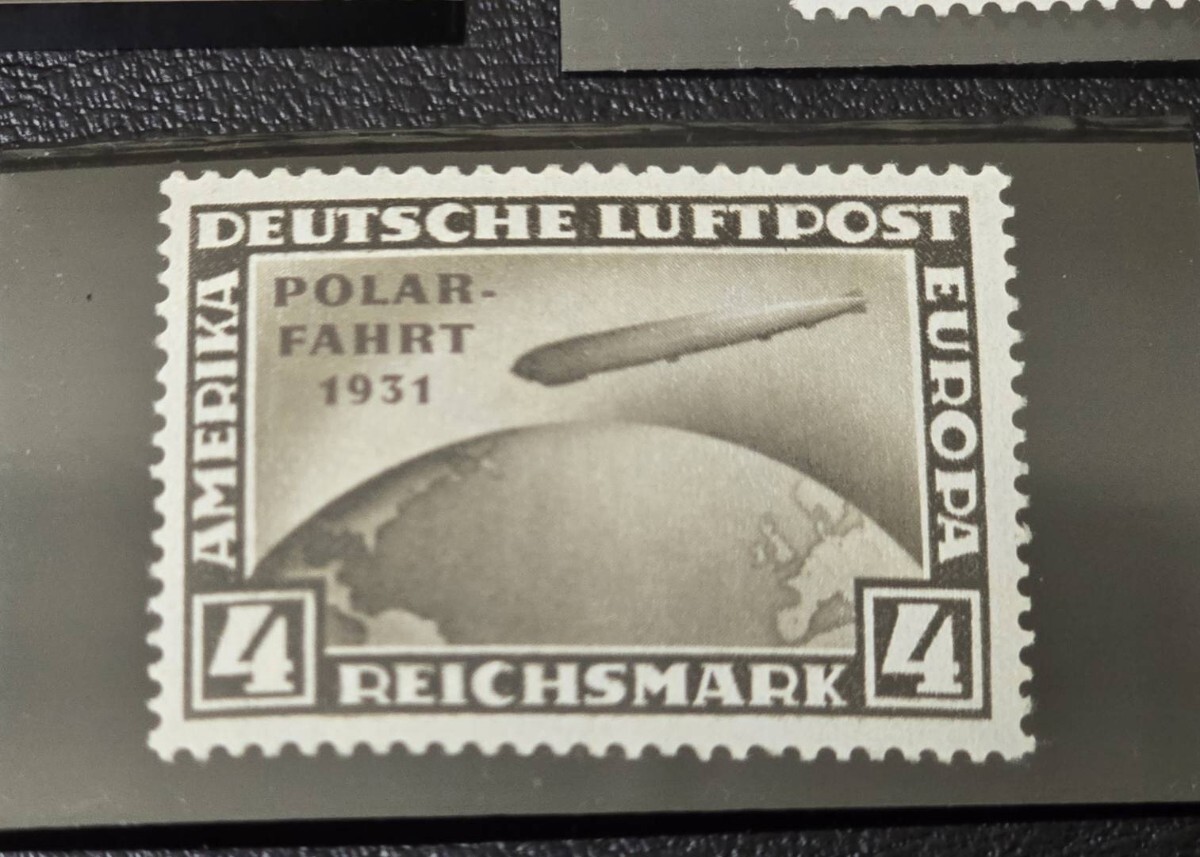 DEUTSCHE LUFTPOST
AMERIKA
POLAR-
FAHRT
1931
EUROPA
4
REICHSMARK
4